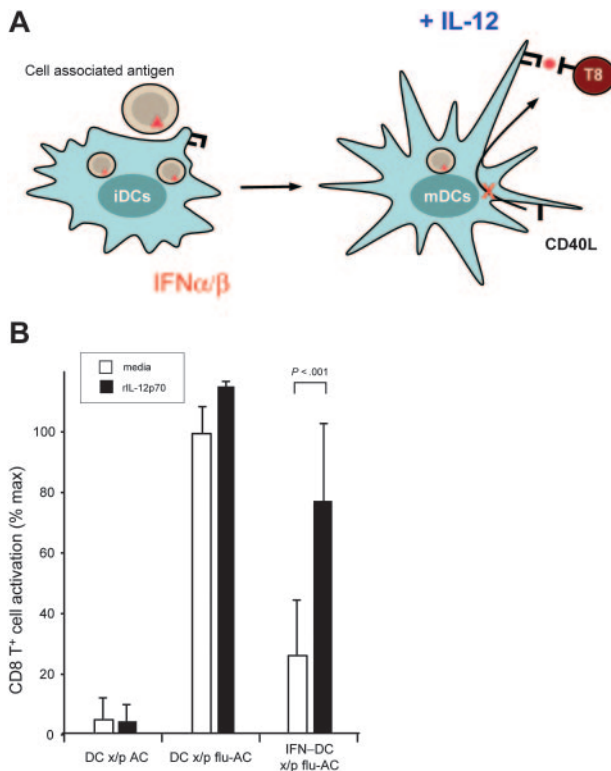 A
+ IL-12
Cell associated antigen
T8
iDCs
mDCs
CD40L
IFNα/β
B
media
rIL-12p70
P < .001
CD8 T⁺ cell activation (% max)
100
80
60
40
20
0
DC x/p AC
DC x/p flu-AC
IFN–DC
x/p flu-AC